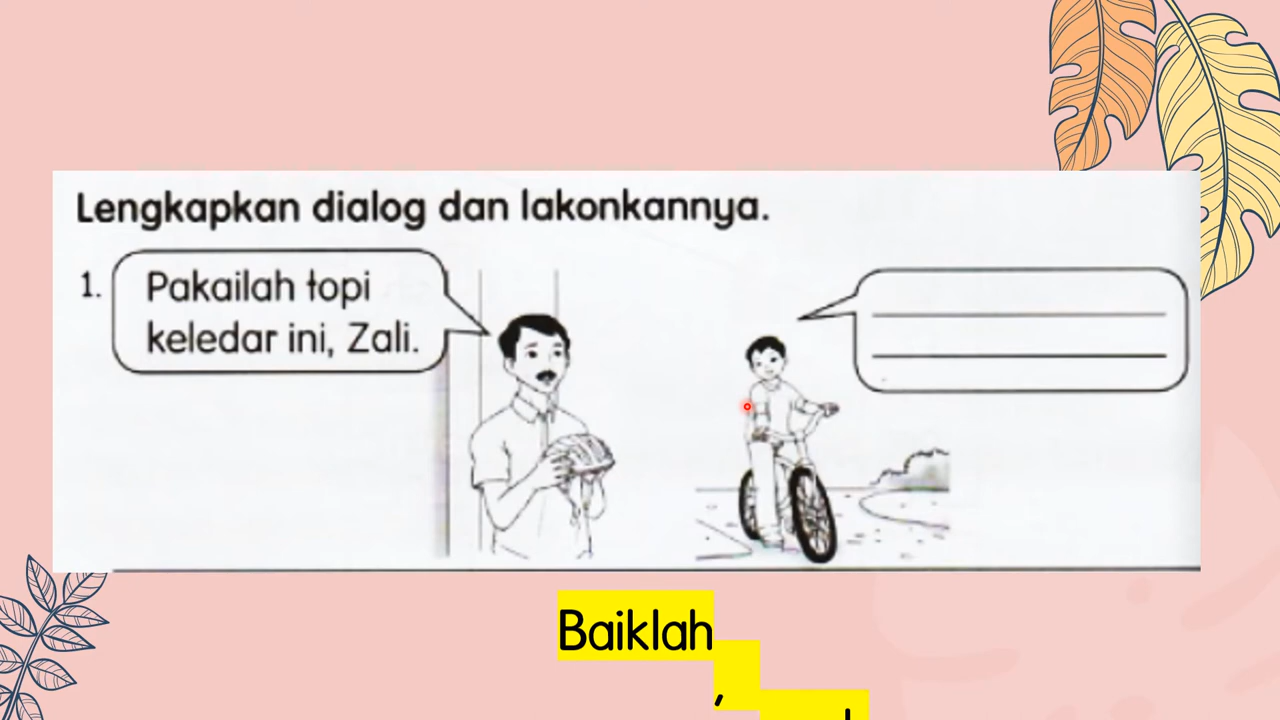 Lengkapkan dialog dan lakonkannya.
1.
Pakailah topi
keledar ini, Zali.
Baiklah
,